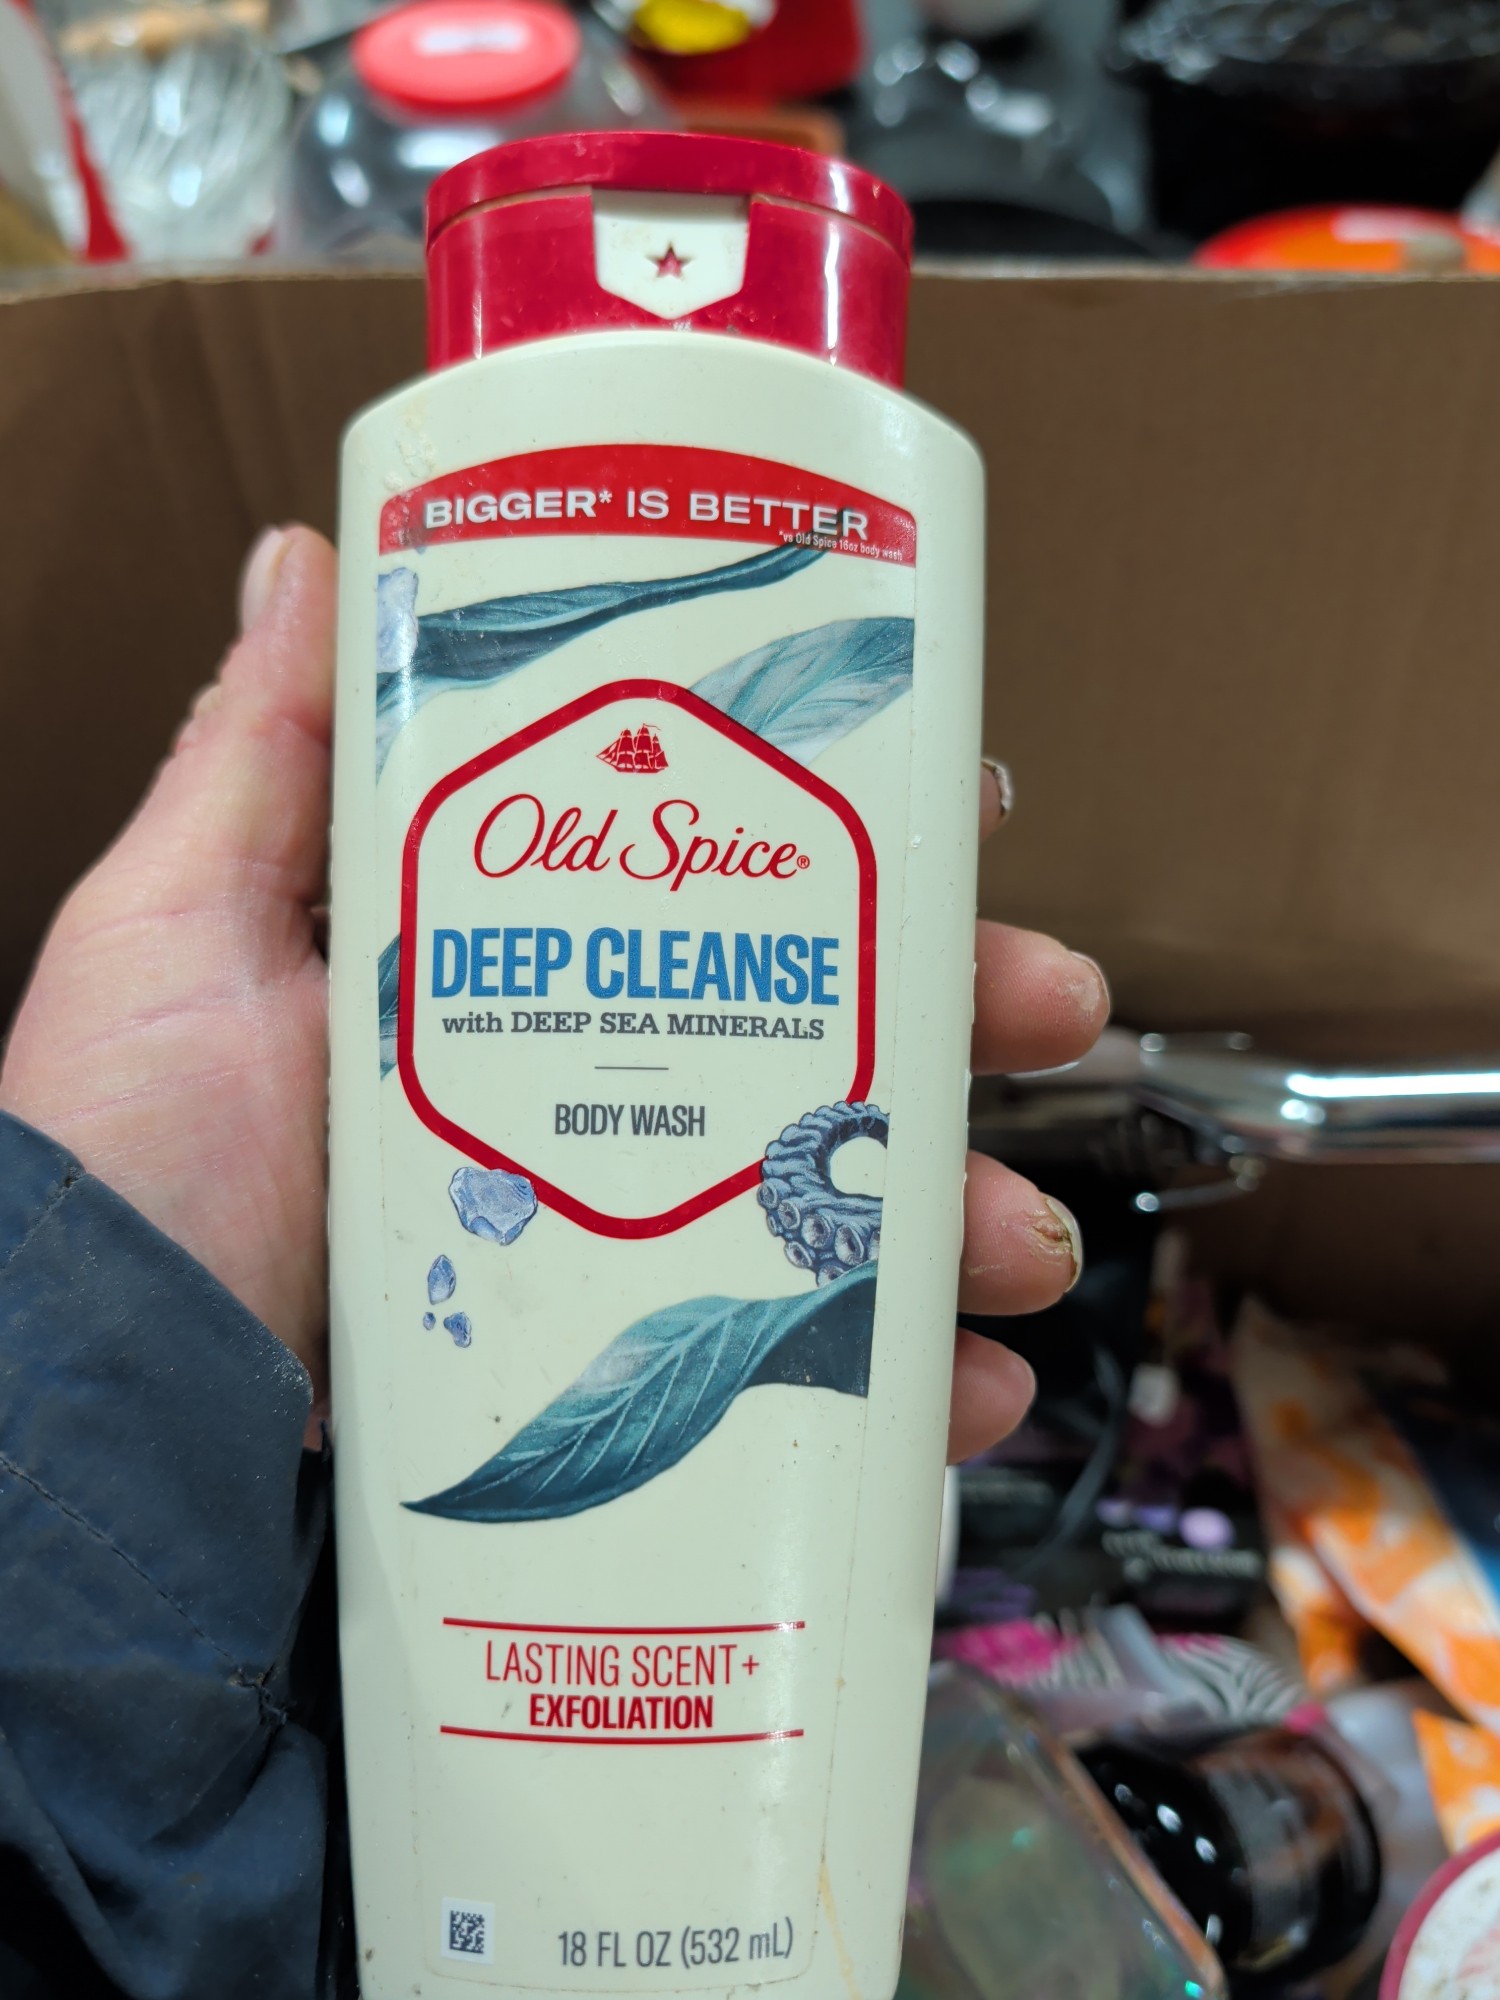 BIGGER* IS BETTER
*vs Old Spice 16oz body wash
Old Spice®
DEEP CLEANSE
with DEEP SEA MINERALS
BODY WASH
LASTING SCENT+
EXFOLIATION
18 FL OZ (532 mL)